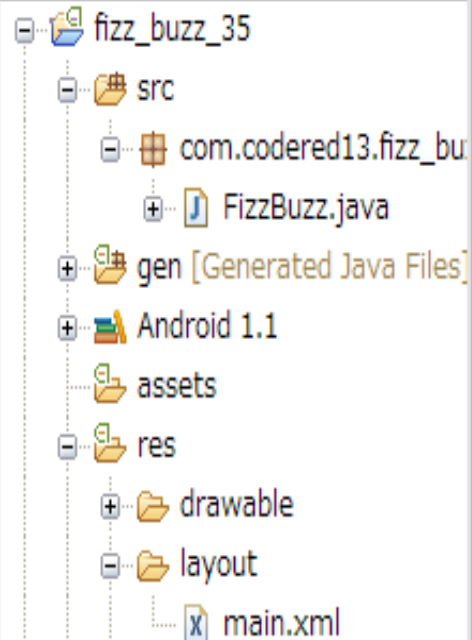 fizz_buzz_35
src
com.codered13.fizz_bu
J FizzBuzz.java
gen [Generated Java Files]
Android 1.1
assets
res
drawable
layout
X main.xml